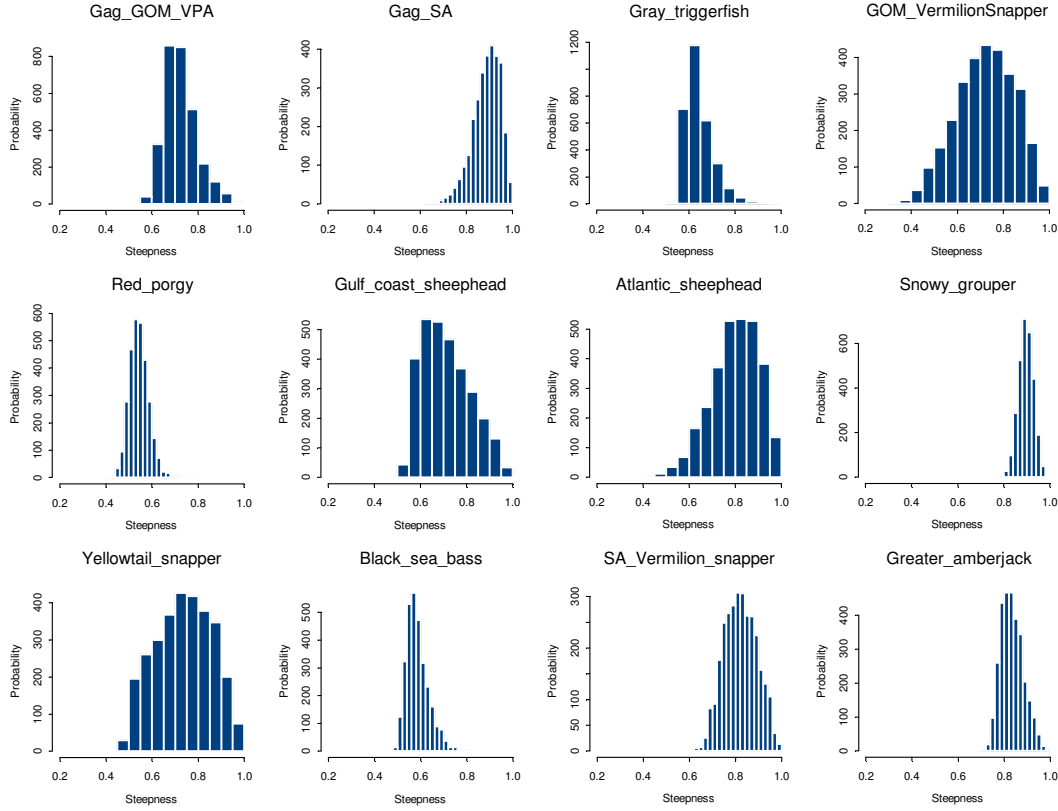 Gag_GOM_VPA
Probability
0 200 400 600 800
0.2 0.4 0.6 0.8 1.0
Steepness
Gag_SA
Probability
0 100 200 300 400
0.2 0.4 0.6 0.8 1.0
Steepness
Gray_triggerfish
Probability
0 200 400 600 800 1000 1200
0.2 0.4 0.6 0.8 1.0
Steepness
GOM_VermilionSnapper
Probability
0 100 200 300 400
0.2 0.4 0.6 0.8 1.0
Steepness
Red_porgy
Probability
0 100 200 300 400 500 600
0.2 0.4 0.6 0.8 1.0
Steepness
Gulf_coast_sheephead
Probability
0 100 200 300 400 500
0.2 0.4 0.6 0.8 1.0
Steepness
Atlantic_sheephead
Probability
0 100 200 300 400 500
0.2 0.4 0.6 0.8 1.0
Steepness
Snowy_grouper
Probability
0 200 400 600
0.2 0.4 0.6 0.8 1.0
Steepness
Yellowtail_snapper
Probability
0 100 200 300 400
0.2 0.4 0.6 0.8 1.0
Steepness
Black_sea_bass
Probability
0 100 200 300 400 500
0.2 0.4 0.6 0.8 1.0
Steepness
SA_Vermilion_snapper
Probability
0 50 100 200 300
0.2 0.4 0.6 0.8 1.0
Steepness
Greater_amberjack
Probability
0 100 200 300 400
0.2 0.4 0.6 0.8 1.0
Steepness